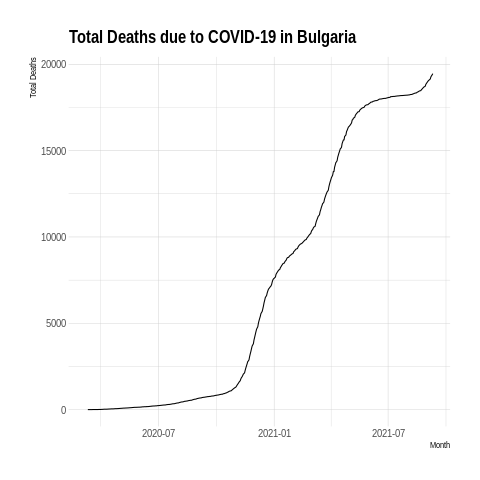 Total Deaths due to COVID-19 in Bulgaria
Total Deaths
20000
15000
10000
5000
0
2020-07 2021-01 2021-07
Month